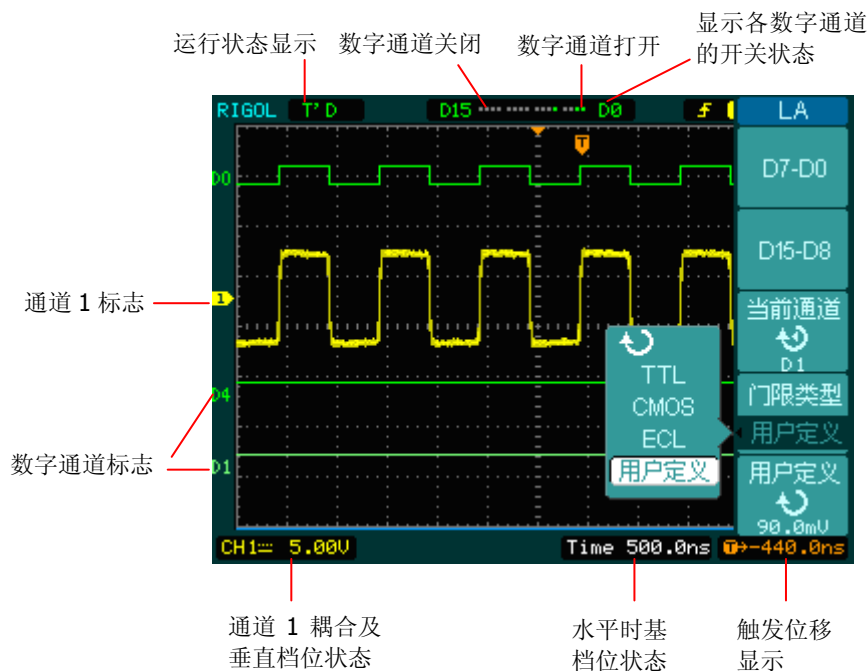 显示各数字通道
的开关状态
运行状态显示 数字通道关闭 数字通道打开
RIGOL T'D D15 D0 LA
D7-D0
D0
D15-D8
通道 1 标志
1
当前通道
D1
TTL
CMOS
ECL
用户定义
门限类型
用户定义
D4
数字通道标志
D1
用户定义
90.0mV
CH1 5.00V Time 500.0ns T→-440.0ns
通道 1 耦合及
垂直档位状态
水平时基
档位状态
触发位移
显示
T